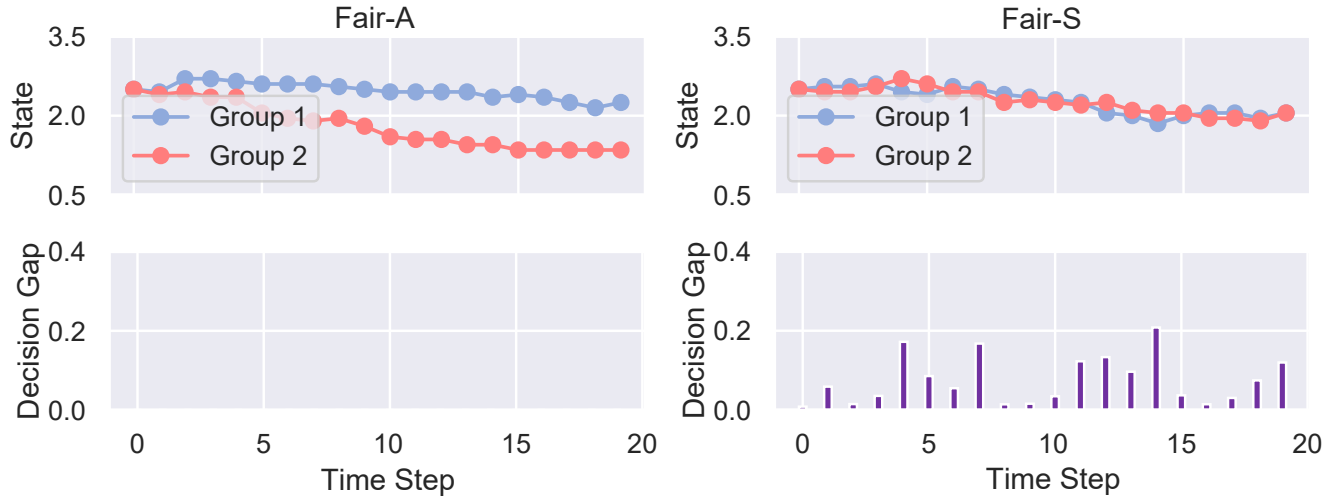 Fair-A
State
3.5
2.0
0.5
Group 1
Group 2
Decision Gap
0.4
0.2
0.0
0 5 10 15 20
Time Step
Fair-S
State
3.5
2.0
0.5
Group 1
Group 2
Decision Gap
0.4
0.2
0.0
0 5 10 15 20
Time Step